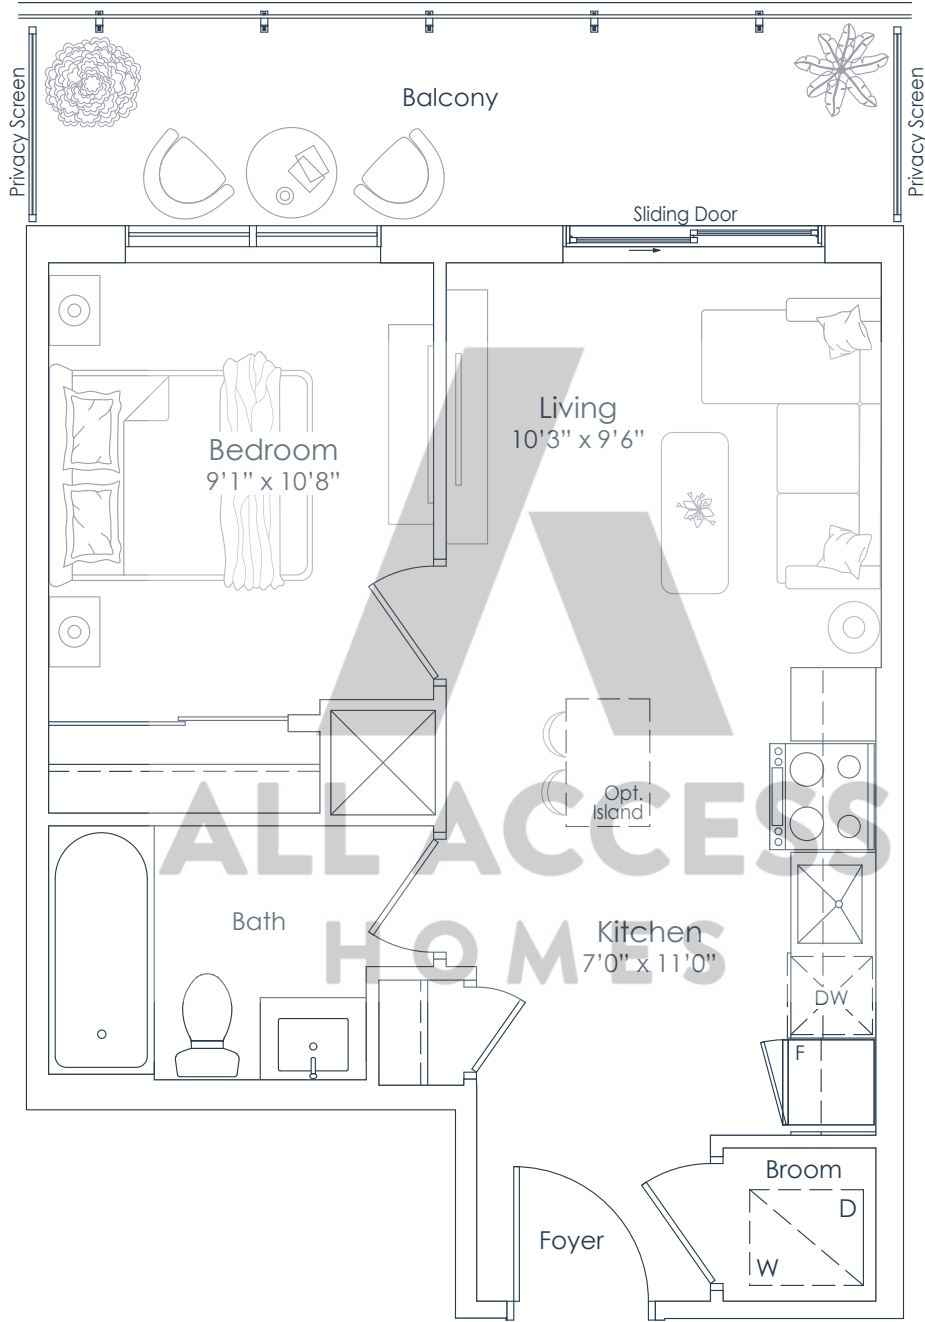 Balcony
Privacy Screen
Privacy Screen
Sliding Door
Living
10’3” x 9’6”
Bedroom
9’1” x 10’8”
Opt.
Island
ALL ACCESS
HOMES
Bath
Kitchen
7’0” x 11’0”
DW
F
Broom
D
W
Foyer